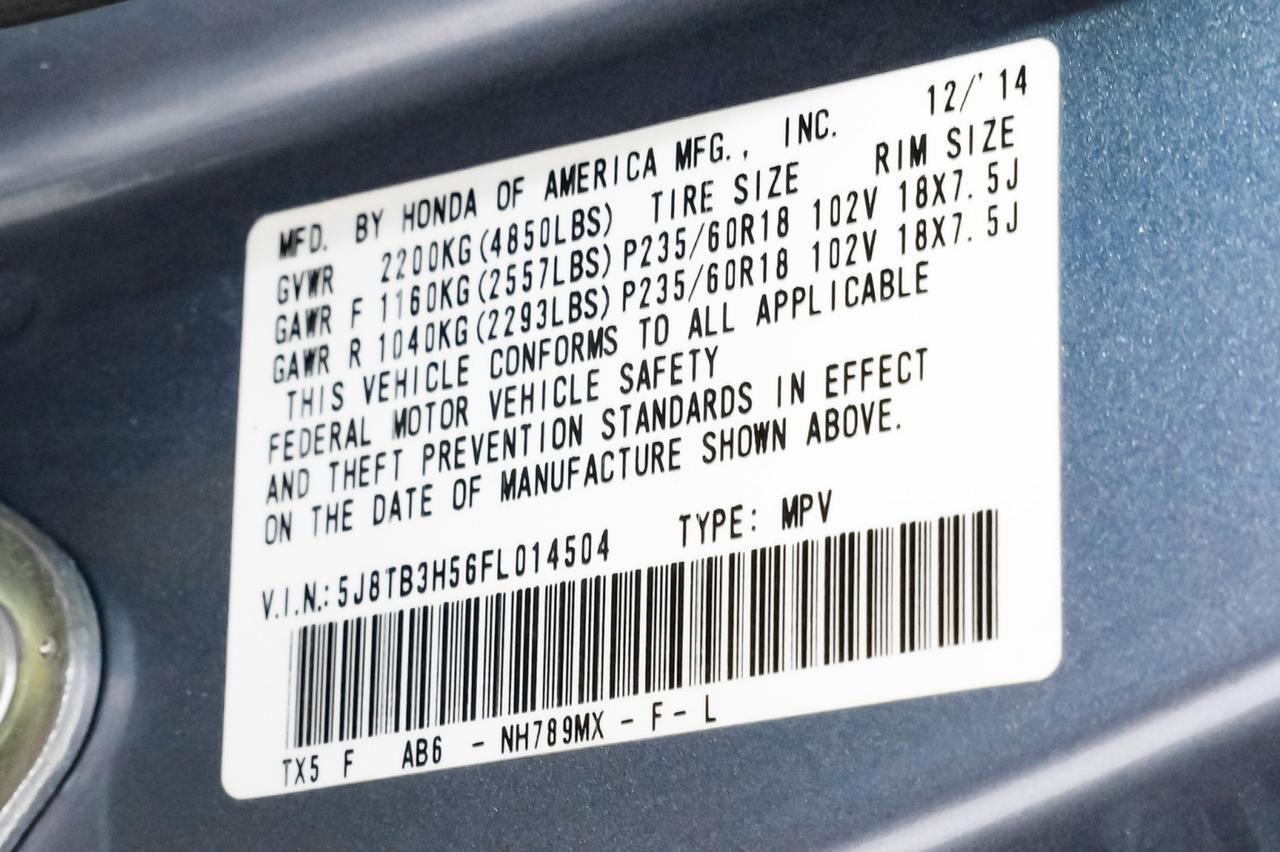 MFD. BY HONDA OF AMERICA MFG., INC. 12/'14
GVWR 2200KG(4850LBS) TIRE SIZE RIM SIZE
GAWR F 1160KG(2557LBS) P235/60R18 102V 18X7.5J
GAWR R 1040KG(2293LBS) P235/60R18 102V 18X7.5J
THIS VEHICLE CONFORMS TO ALL APPLICABLE
FEDERAL MOTOR VEHICLE SAFETY
AND THEFT PREVENTION STANDARDS IN EFFECT
ON THE DATE OF MANUFACTURE SHOWN ABOVE.
V.I.N.: 5J8TB3H56FL014504 TYPE: MPV
TX5 F AB6 - NH789MX - F - L